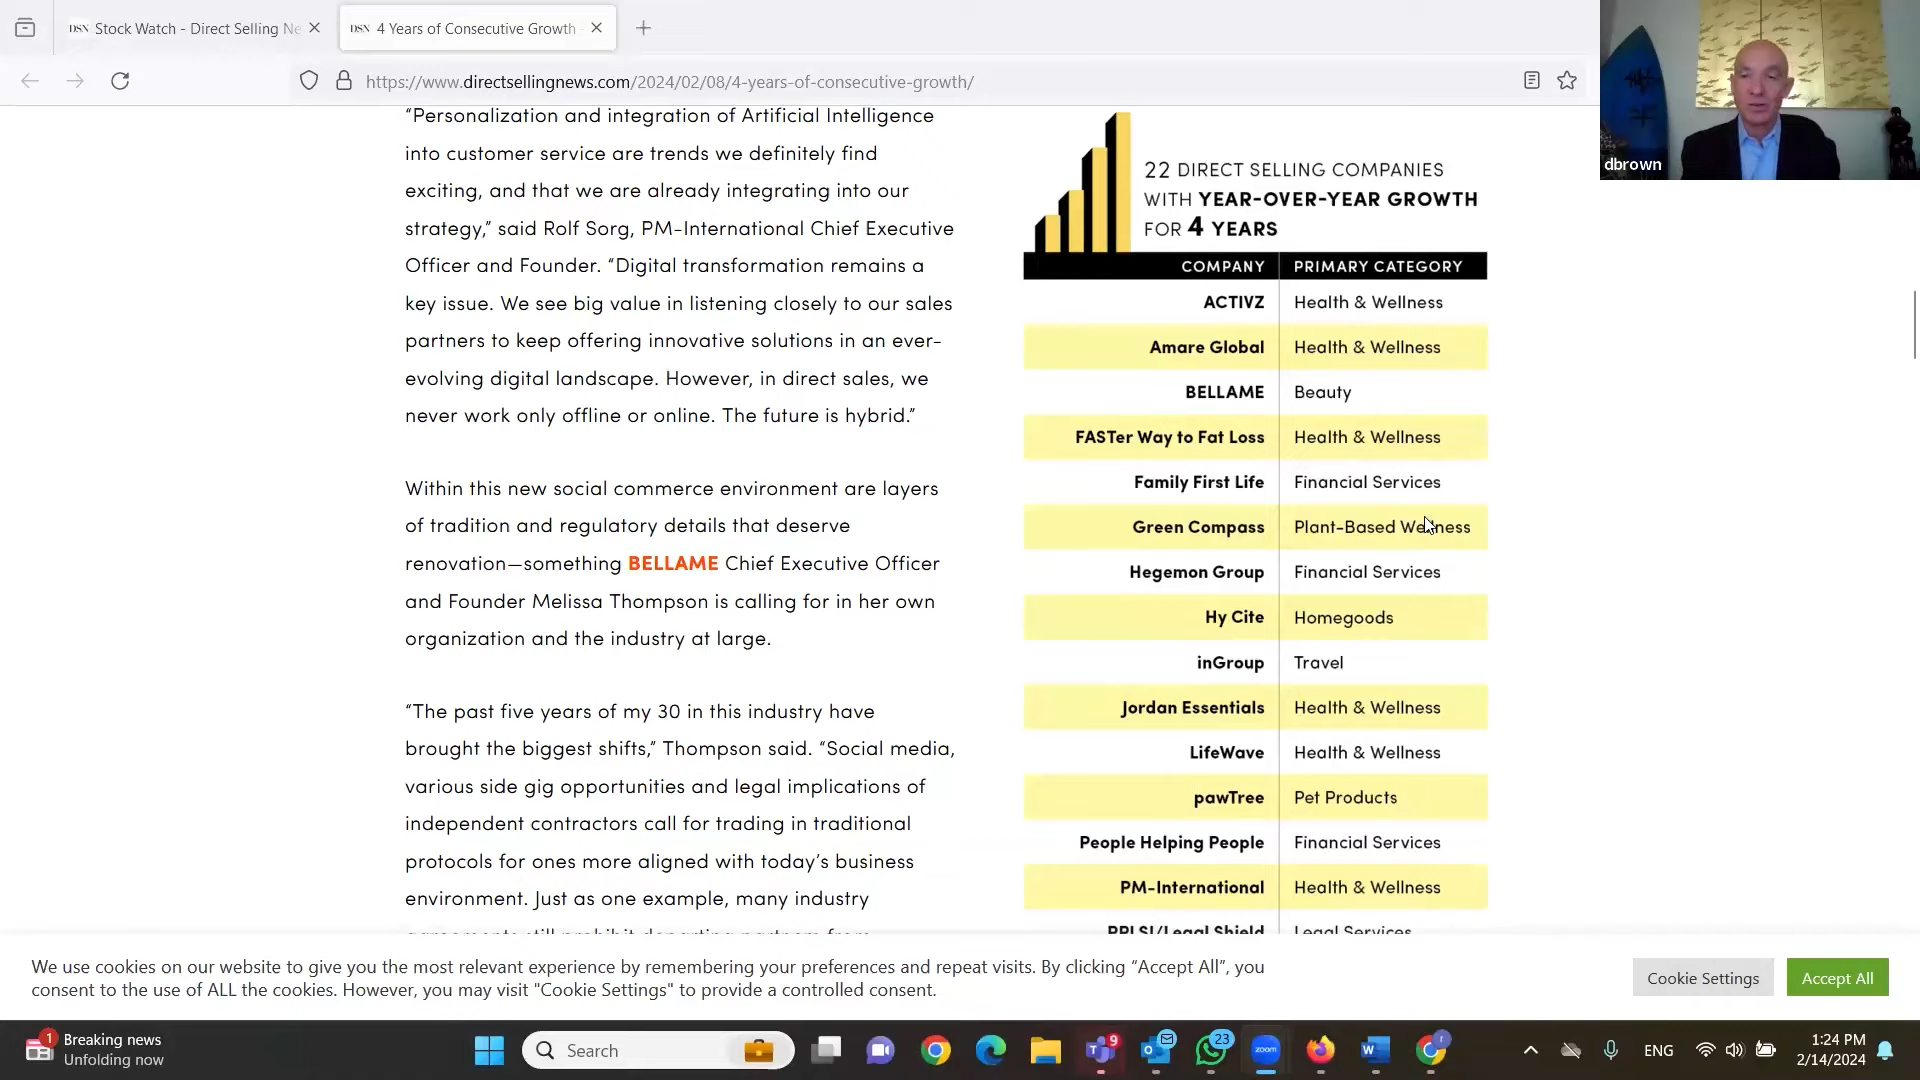 DSN Stock Watch - Direct Selling Ne
DSN 4 Years of Consecutive Growth -
https://www.directsellingnews.com/2024/02/08/4-years-of-consecutive-growth/
dbrown
“Personalization and integration of Artificial Intelligence
into customer service are trends we definitely find
exciting, and that we are already integrating into our
strategy,” said Rolf Sorg, PM-International Chief Executive
Officer and Founder. “Digital transformation remains a
key issue. We see big value in listening closely to our sales
partners to keep offering innovative solutions in an ever-
evolving digital landscape. However, in direct sales, we
never work only offline or online. The future is hybrid.”
Within this new social commerce environment are layers
of tradition and regulatory details that deserve
renovation—something BELLAME Chief Executive Officer
and Founder Melissa Thompson is calling for in her own
organization and the industry at large.
“The past five years of my 30 in this industry have
brought the biggest shifts,” Thompson said. “Social media,
various side gig opportunities and legal implications of
independent contractors call for trading in traditional
protocols for ones more aligned with today’s business
environment. Just as one example, many industry
22 DIRECT SELLING COMPANIES
WITH YEAR-OVER-YEAR GROWTH
FOR 4 YEARS
COMPANY PRIMARY CATEGORY
ACTIVZ Health & Wellness
Amare Global Health & Wellness
BELLAME Beauty
FASTer Way to Fat Loss Health & Wellness
Family First Life Financial Services
Green Compass Plant-Based Wellness
Hegemon Group Financial Services
Hy Cite Homegoods
inGroup Travel
Jordan Essentials Health & Wellness
LifeWave Health & Wellness
pawTree Pet Products
People Helping People Financial Services
PM-International Health & Wellness
PPLSI/Legal Shield Legal Services
We use cookies on our website to give you the most relevant experience by remembering your preferences and repeat visits. By clicking “Accept All”, you
consent to the use of ALL the cookies. However, you may visit "Cookie Settings" to provide a controlled consent.
Cookie Settings
Accept All
1
Breaking news
Unfolding now
Search
9
23
zoom
ENG
1:24 PM
2/14/2024